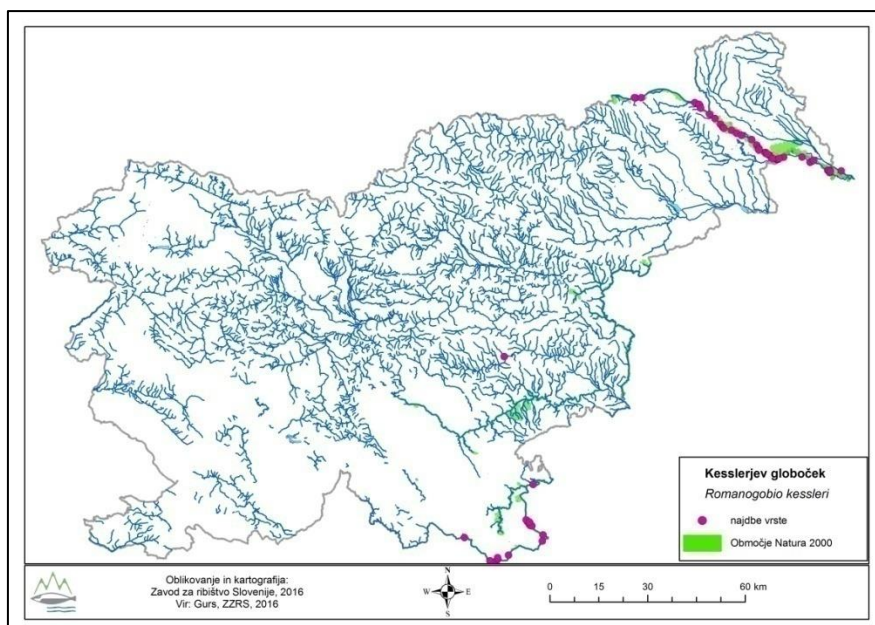 Kesslerjev globoček
Romanogobio kessleri
najdbe vrste
Območje Natura 2000
Oblikovanje in kartografija:
Zavod za ribištvo Slovenije, 2016
Vir: Gurs, ZZRS, 2016
N
W E
S
0 15 30 60 km